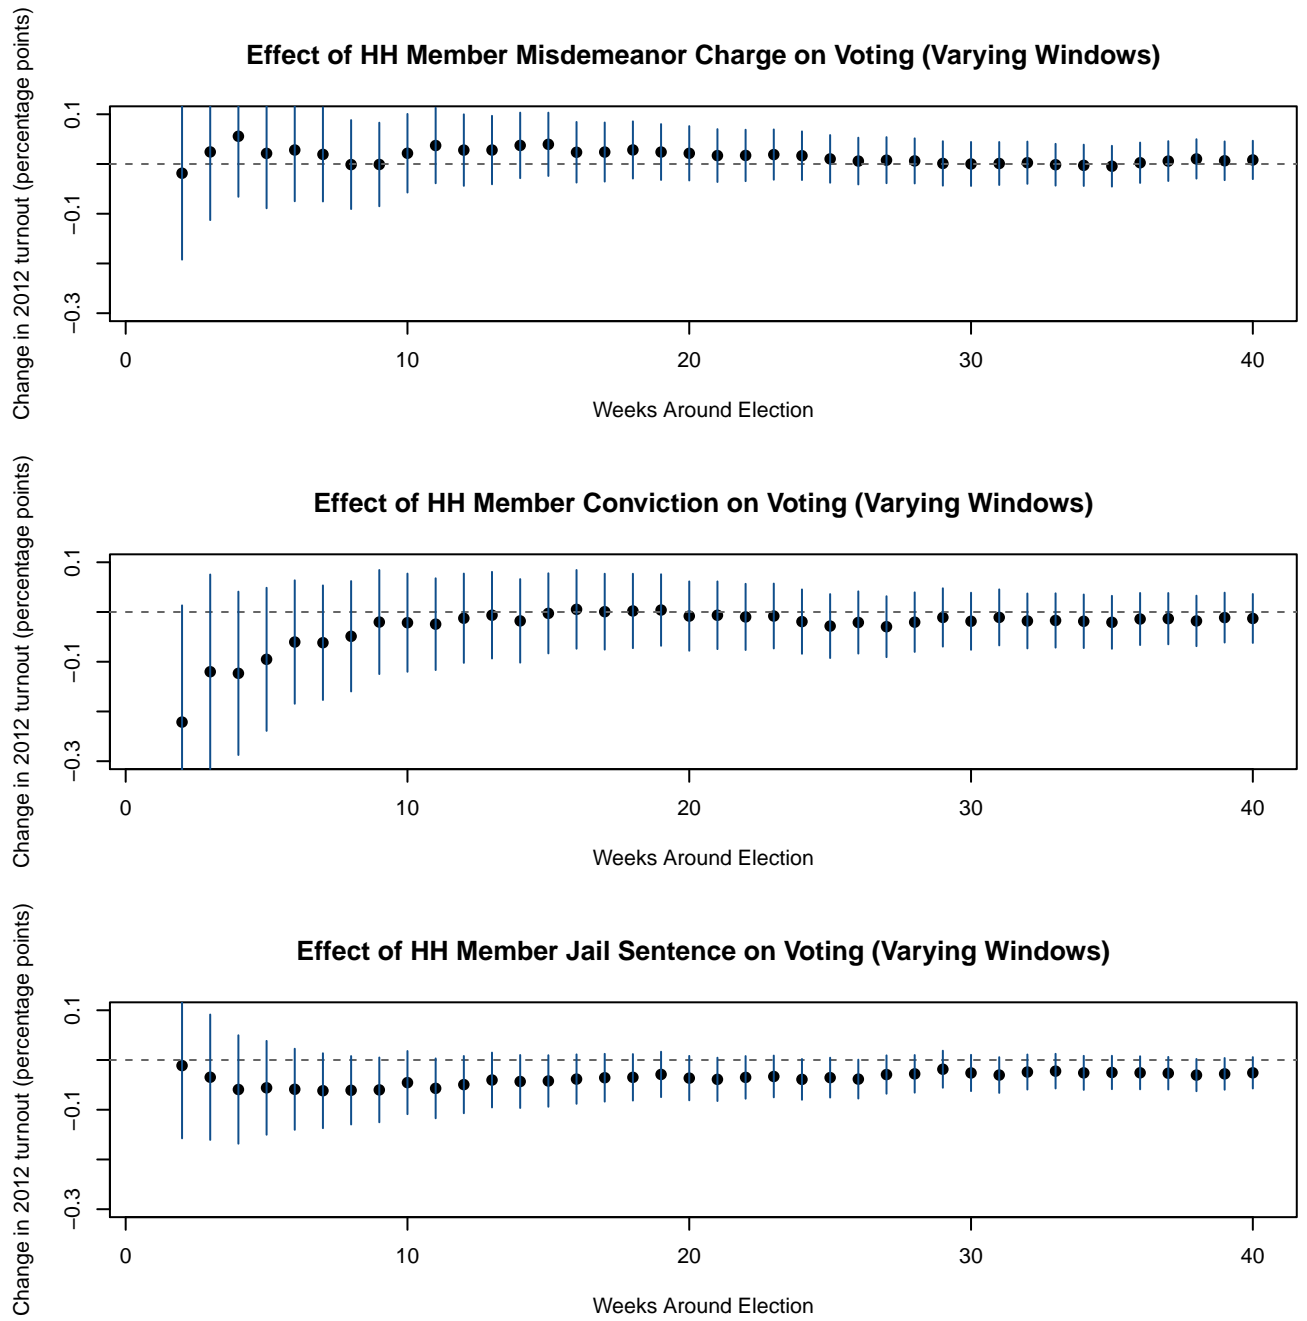 Effect of HH Member Misdemeanor Charge on Voting (Varying Windows)
Change in 2012 turnout (percentage points)
0.1
−0.1
−0.3
0 10 20 30 40
Weeks Around Election
Effect of HH Member Conviction on Voting (Varying Windows)
Change in 2012 turnout (percentage points)
0.1
−0.1
−0.3
0 10 20 30 40
Weeks Around Election
Effect of HH Member Jail Sentence on Voting (Varying Windows)
Change in 2012 turnout (percentage points)
0.1
−0.1
−0.3
0 10 20 30 40
Weeks Around Election